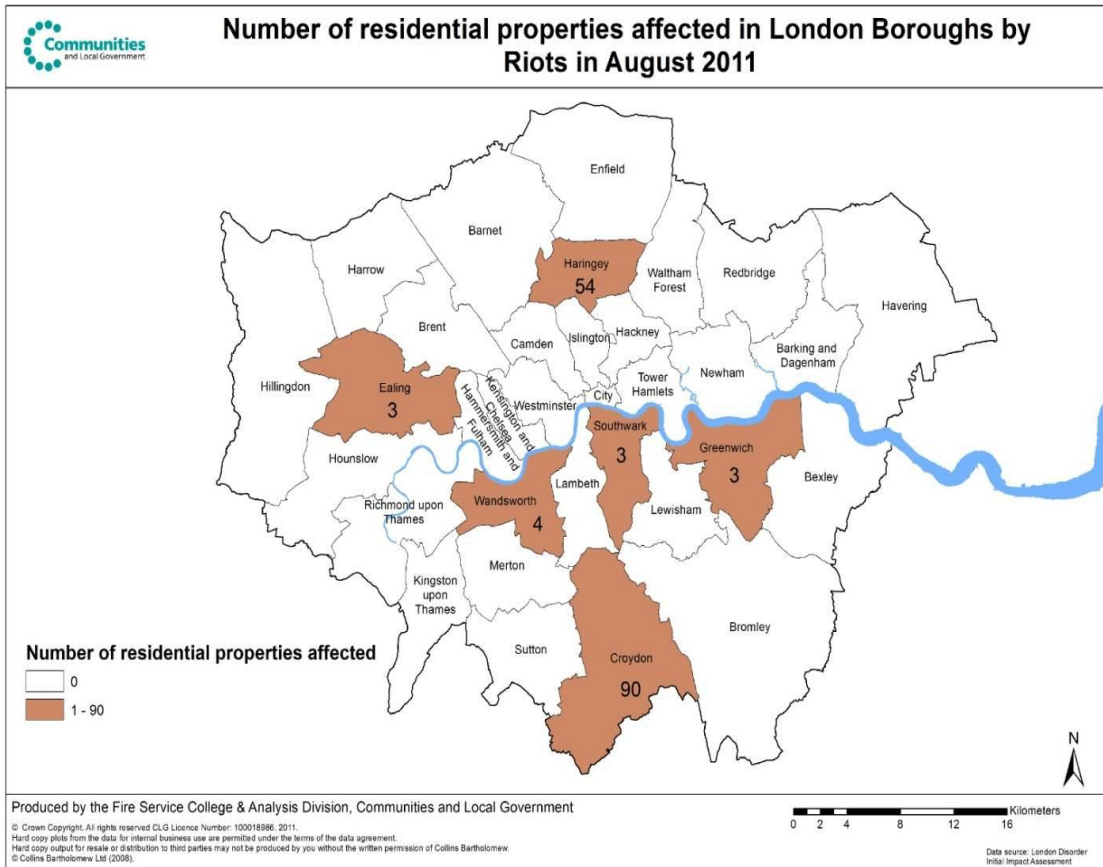 Communities
and Local Government
Number of residential properties affected in London Boroughs by
Riots in August 2011
Enfield
Barnet
Harrow
Haringey
54
Waltham
Forest
Redbridge
Havering
Brent
Camden
Islington
Hackney
Barking and
Dagenham
Hillingdon
Ealing
3
Kensington and
Chelsea
Hammersmith and
Fulham
Westminster
City
Tower
Hamlets
Newham
Hounslow
Southwark
3
Greenwich
3
Bexley
Richmond upon
Thames
Wandsworth
4
Lambeth
Lewisham
Kingston
upon
Thames
Merton
Sutton
Croydon
90
Bromley
Number of residential properties affected
0
1 - 90
N
Produced by the Fire Service College & Analysis Division, Communities and Local Government
© Crown Copyright. All rights reserved CLG Licence Number: 100018986. 2011.
Hard copy plots from the data for internal business use are permitted under the terms of the data agreement.
Hard copy output for resale or distribution to third parties may not be produced by you without the written permission of Collins Bartholomew.
© Collins Bartholomew Ltd (2008).
Kilometers
0 2 4 8 12 16
Data source: London Disorder
Initial Impact Assessment